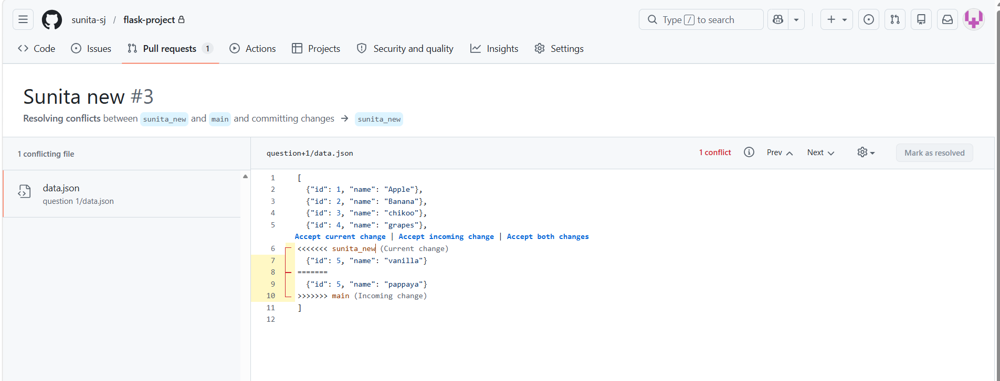 sunita-sj / flask-project
Type / to search
Code Issues Pull requests 1 Actions Projects Security and quality Insights Settings
Sunita new #3
Resolving conflicts between sunita_new and main and committing changes → sunita_new
1 conflicting file
question+1/data.json
1 conflict Prev Next Mark as resolved
data.json
question 1/data.json
1 [
2 {"id": 1, "name": "Apple"},
3 {"id": 2, "name": "Banana"},
4 {"id": 3, "name": "chikoo"},
5 {"id": 4, "name": "grapes"},
Accept current change | Accept incoming change | Accept both changes
6 <<<<<<< sunita_new (Current change)
7 {"id": 5, "name": "vanilla"}
8 =======
9 {"id": 5, "name": "pappaya"}
10 >>>>>>> main (Incoming change)
11 ]
12